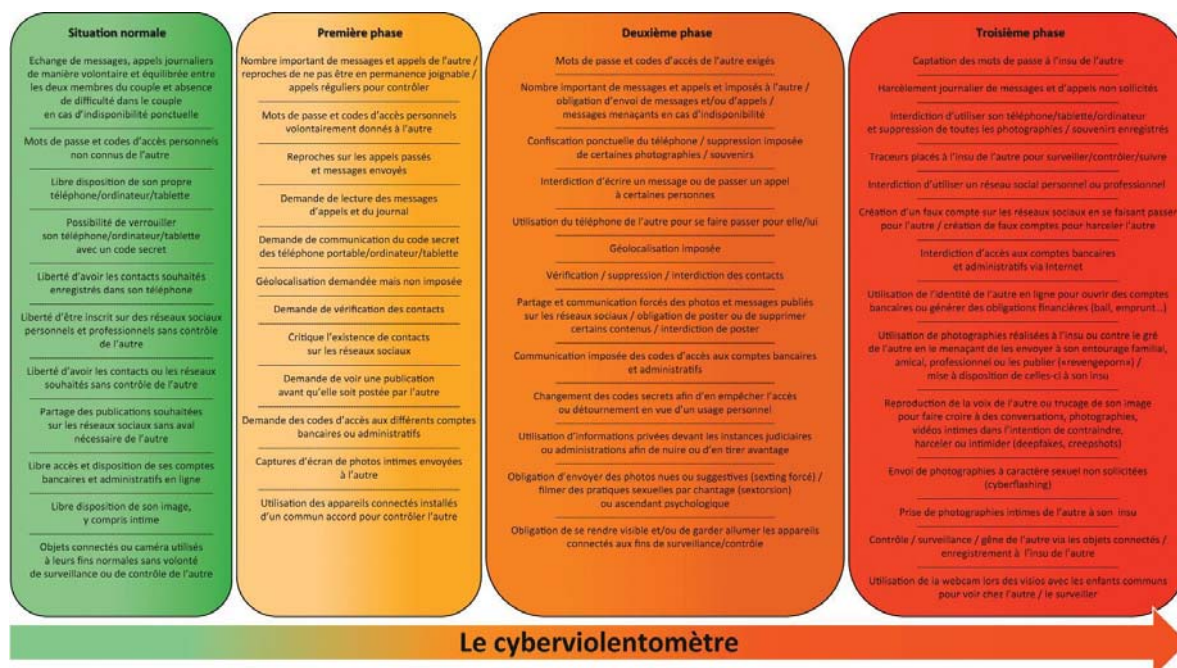 Situation normale
Echange de messages, appels journaliers
de manière volontaire et équilibrée entre
les deux membres du couple et absence
de difficulté dans le couple
en cas d'indisponibilité ponctuelle
Mots de passe et codes d'accès personnels
non connus de l'autre
Libre disposition de son propre
téléphone/ordinateur/tablette
Possibilité de verrouiller
son téléphone/ordinateur/tablette
avec un code secret
Liberté d'avoir les contacts souhaités
enregistrés dans son téléphone
Liberté d'être inscrit sur des réseaux sociaux
personnels et professionnels sans contrôle
de l'autre
Liberté d'avoir les contacts ou les réseaux
souhaités sans contrôle de l'autre
Partage des publications souhaitées
sur les réseaux sociaux sans aval
nécessaire de l'autre
Libre accès et disposition de ses comptes
bancaires et administratifs en ligne
Libre disposition de son image,
y compris intime
Objets connectés ou caméra utilisés
à leurs fins normales sans volonté
de surveillance ou de contrôle de l'autre
Première phase
Nombre important de messages et appels de l'autre /
reproches de ne pas être en permanence joignable /
appels réguliers pour contrôler
Mots de passe et codes d'accès personnels
volontairement donnés à l'autre
Reproches sur les appels passés
et messages envoyés
Demande de lecture des messages
d'appels et du journal
Demande de communication du code secret
des téléphone portable/ordinateur/tablette
Géolocalisation demandée mais non imposée
Demande de vérification des contacts
Critique l'existence de contacts
sur les réseaux sociaux
Demande de voir une publication
avant qu'elle soit postée par l'autre
Demande des codes d'accès aux différents comptes
bancaires ou administratifs
Captures d'écran de photos intimes envoyées
à l'autre
Utilisation des appareils connectés installés
d'un commun accord pour contrôler l'autre
Deuxième phase
Mots de passe et codes d'accès de l'autre exigés
Nombre important de messages et appels et imposés à l'autre /
obligation d'envoi de messages et/ou d'appels /
messages menaçants en cas d'indisponibilité
Confiscation ponctuelle du téléphone / suppression imposée
de certaines photographies / souvenirs
Interdiction d'écrire un message ou de passer un appel
à certaines personnes
Utilisation du téléphone de l'autre pour se faire passer pour elle/lui
Géolocalisation imposée
Vérification / suppression / interdiction des contacts
Partage et communication forcés des photos et messages publiés
sur les réseaux sociaux / obligation de poster ou de supprimer
certains contenus / interdiction de poster
Communication imposée des codes d'accès aux comptes bancaires
et administratifs
Changement des codes secrets afin d'en empêcher l'accès
ou détournement en vue d'un usage personnel
Utilisation d'informations privées devant les instances judiciaires
ou administrations afin de nuire ou d'en tirer avantage
Obligation d'envoyer des photos nues ou suggestives (sexting forcé) /
filmer des pratiques sexuelles par chantage (sextorsion)
ou ascendant psychologique
Obligation de se rendre visible et/ou de garder allumer les appareils
connectés aux fins de surveillance/contrôle
Troisième phase
Captation des mots de passe à l'insu de l'autre
Harcèlement journalier de messages et d'appels non sollicités
Interdiction d'utiliser son téléphone/tablette/ordinateur
et suppression de toutes les photographies / souvenirs enregistrés
Traceurs placés à l'insu de l'autre pour surveiller/contrôler/suivre
Interdiction d'utiliser un réseau social personnel ou professionnel
Création d'un faux compte sur les réseaux sociaux en se faisant passer
pour l'autre / création de faux comptes pour harceler l'autre
Interdiction d'accès aux comptes bancaires
et administratifs via Internet
Utilisation de l'identité de l'autre en ligne pour ouvrir des comptes
bancaires ou générer des obligations financières (bail, emprunt...)
Utilisation de photographies réalisées à l'insu ou contre le gré
de l'autre en le menaçant de les envoyer à son entourage familial,
amical, professionnel ou les publier («revengeporn») /
mise à disposition de celles-ci à son insu
Reproduction de la voix de l'autre ou trucage de son image
pour faire croire à des conversations, photographies,
vidéos intimes dans l'intention de contraindre,
harceler ou intimider (deepfakes, creepshots)
Envoi de photographies à caractère sexuel non sollicitées
(cyberflashing)
Prise de photographies intimes de l'autre à son insu
Contrôle / surveillance / gêne de l'autre via les objets connectés /
enregistrement à l'insu de l'autre
Utilisation de la webcam lors des visios avec les enfants communs
pour voir chez l'autre / le surveiller
Le cyberviolentomètre